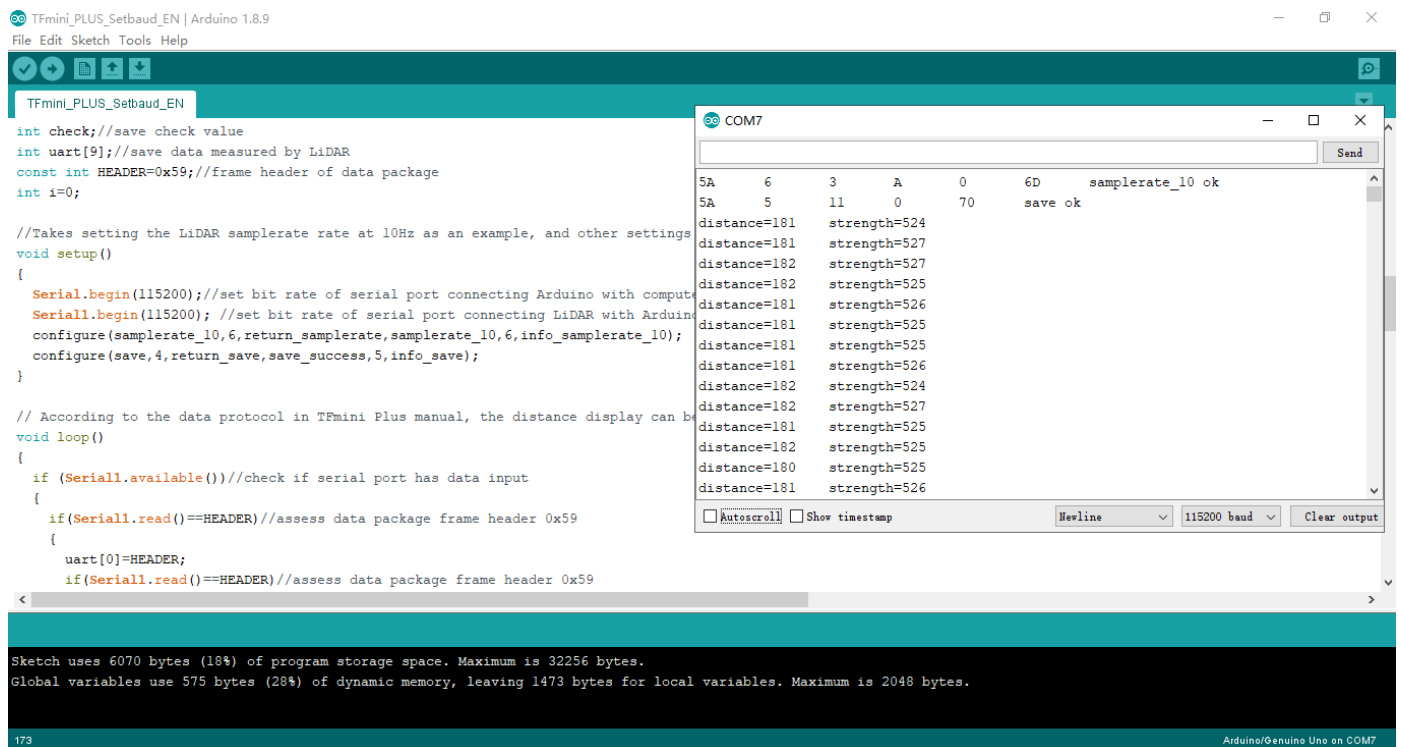 TFmini_PLUS_Setbaud_EN | Arduino 1.8.9
File Edit Sketch Tools Help
TFmini_PLUS_Setbaud_EN
int check;//save check value
int uart[9];//save data measured by LiDAR
const int HEADER=0x59;//frame header of data package
int i=0;
//Takes setting the LiDAR samplerate rate at 10Hz as an example, and other settings
void setup()
{
Serial.begin(115200);//set bit rate of serial port connecting Arduino with compute
Serial1.begin(115200); //set bit rate of serial port connecting LiDAR with Arduino
configure(samplerate_10,6,return_samplerate,samplerate_10,6,info_samplerate_10);
configure(save,4,return_save,save_success,5,info_save);
}
// According to the data protocol in TFmini Plus manual, the distance display can be
void loop()
{
if (Serial1.available())//check if serial port has data input
{
if(Serial1.read()==HEADER)//assess data package frame header 0x59
{
uart[0]=HEADER;
if(Serial1.read()==HEADER)//assess data package frame header 0x59
COM7
Send
5A 6 3 A 0 6D samplerate_10 ok
5A 5 11 0 70 save ok
distance=181 strength=524
distance=181 strength=527
distance=182 strength=527
distance=182 strength=525
distance=181 strength=526
distance=181 strength=525
distance=181 strength=525
distance=181 strength=526
distance=182 strength=524
distance=182 strength=527
distance=181 strength=525
distance=182 strength=525
distance=180 strength=525
distance=181 strength=526
Autoscroll Show timestamp Newline 115200 baud Clear output
Sketch uses 6070 bytes (18%) of program storage space. Maximum is 32256 bytes.
Global variables use 575 bytes (28%) of dynamic memory, leaving 1473 bytes for local variables. Maximum is 2048 bytes.
173 Arduino/Genuino Uno on COM7